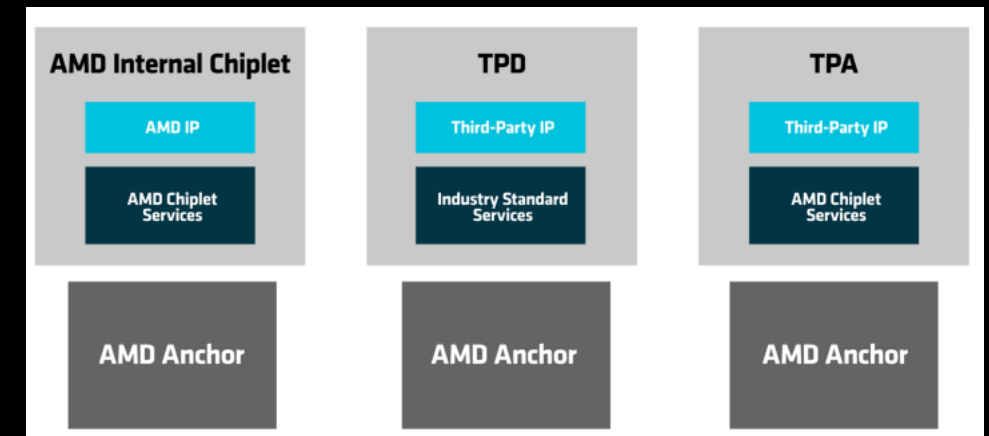 AMD Internal Chiplet
AMD IP
AMD Chiplet
Services
AMD Anchor
TPD
Third-Party IP
Industry Standard
Services
AMD Anchor
TPA
Third-Party IP
AMD Chiplet
Services
AMD Anchor